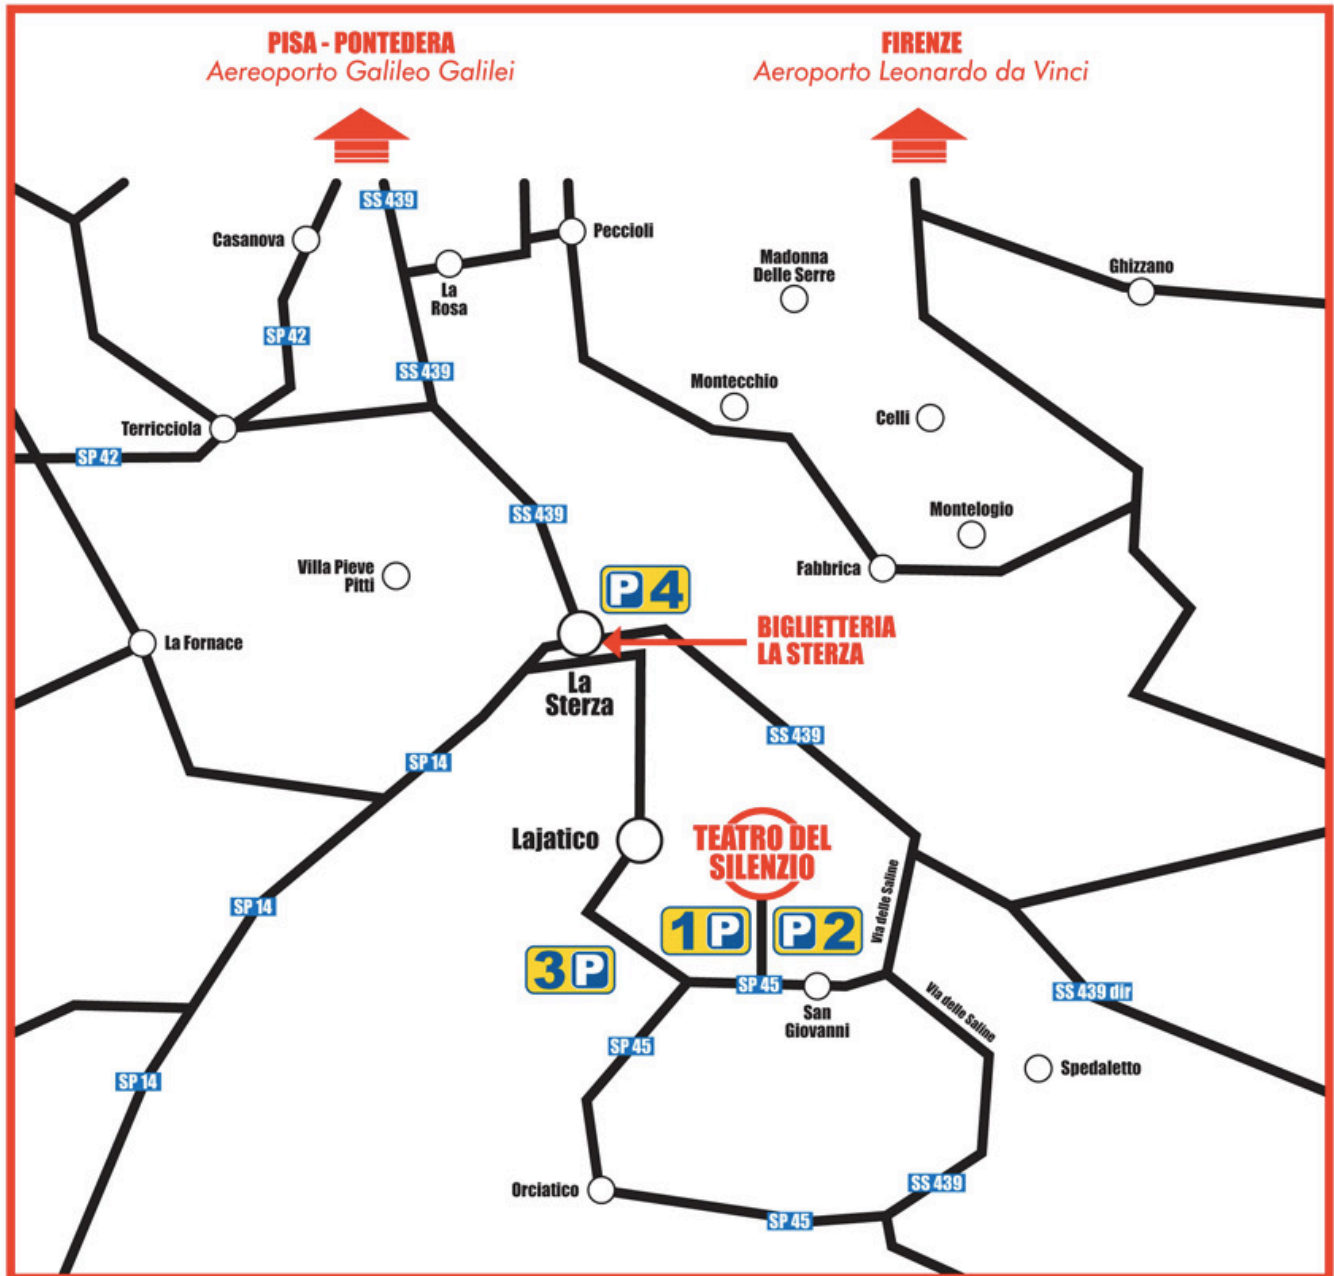 PISA - PONTEDERA
Aereoporto Galileo Galilei
FIRENZE
Aeroporto Leonardo da Vinci
SS 439
Casanova
La
Rosa
Peccioli
Madonna
Delle Serre
Ghizzano
SP 42
SS 439
Montecchio
Celli
Terricciola
SP 42
SS 439
Montelogio
Villa Pieve
Pitti
Fabbrica
P 4
La Fornace
BIGLIETTERIA
LA STERZA
La
Sterza
SS 439
SP 14
Lajatico
TEATRO DEL
SILENZIO
Via delle Saline
SP 14
1 P
P 2
3 P
SP 45
San
Giovanni
Via delle Saline
SS 439 dir
SP 45
Spedaletto
SP 14
Orciatico
SS 439
SP 45